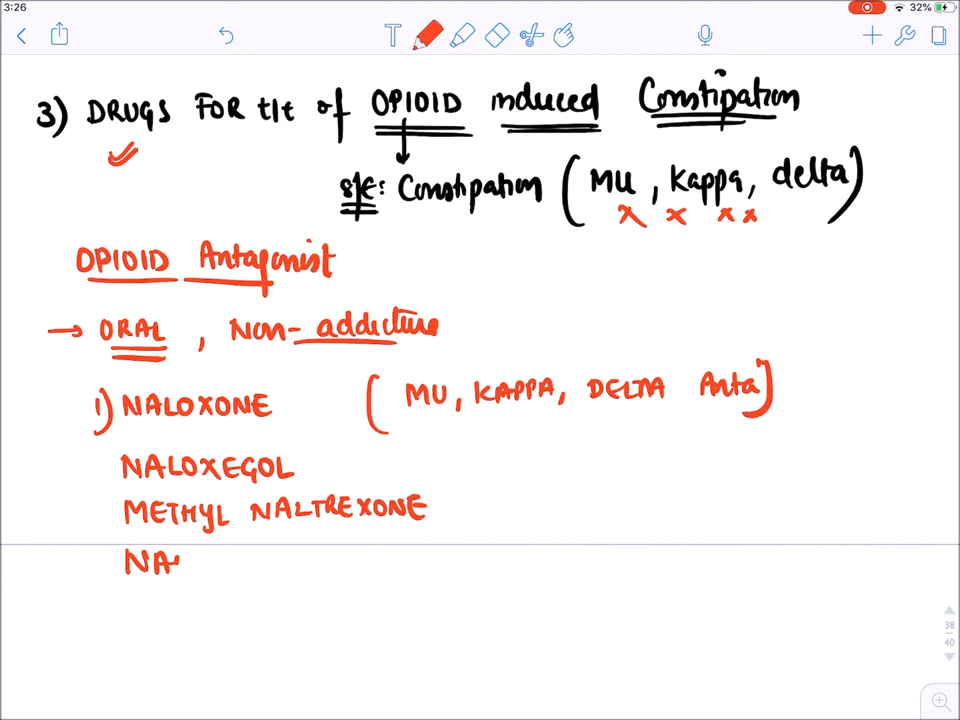 3:26
32%
T
3) DRUGS FOR t/t of OPIOID induced Constipation
S/E: Constipation (MU, Kappa, delta)
x x x x
OPIOID Antagonist
→ ORAL, Non-addictive
1) NALOXONE [MU, KAPPA, DELTA Anta]
NALOXEGOL
METHYL NALTREXONE
NA
38
40